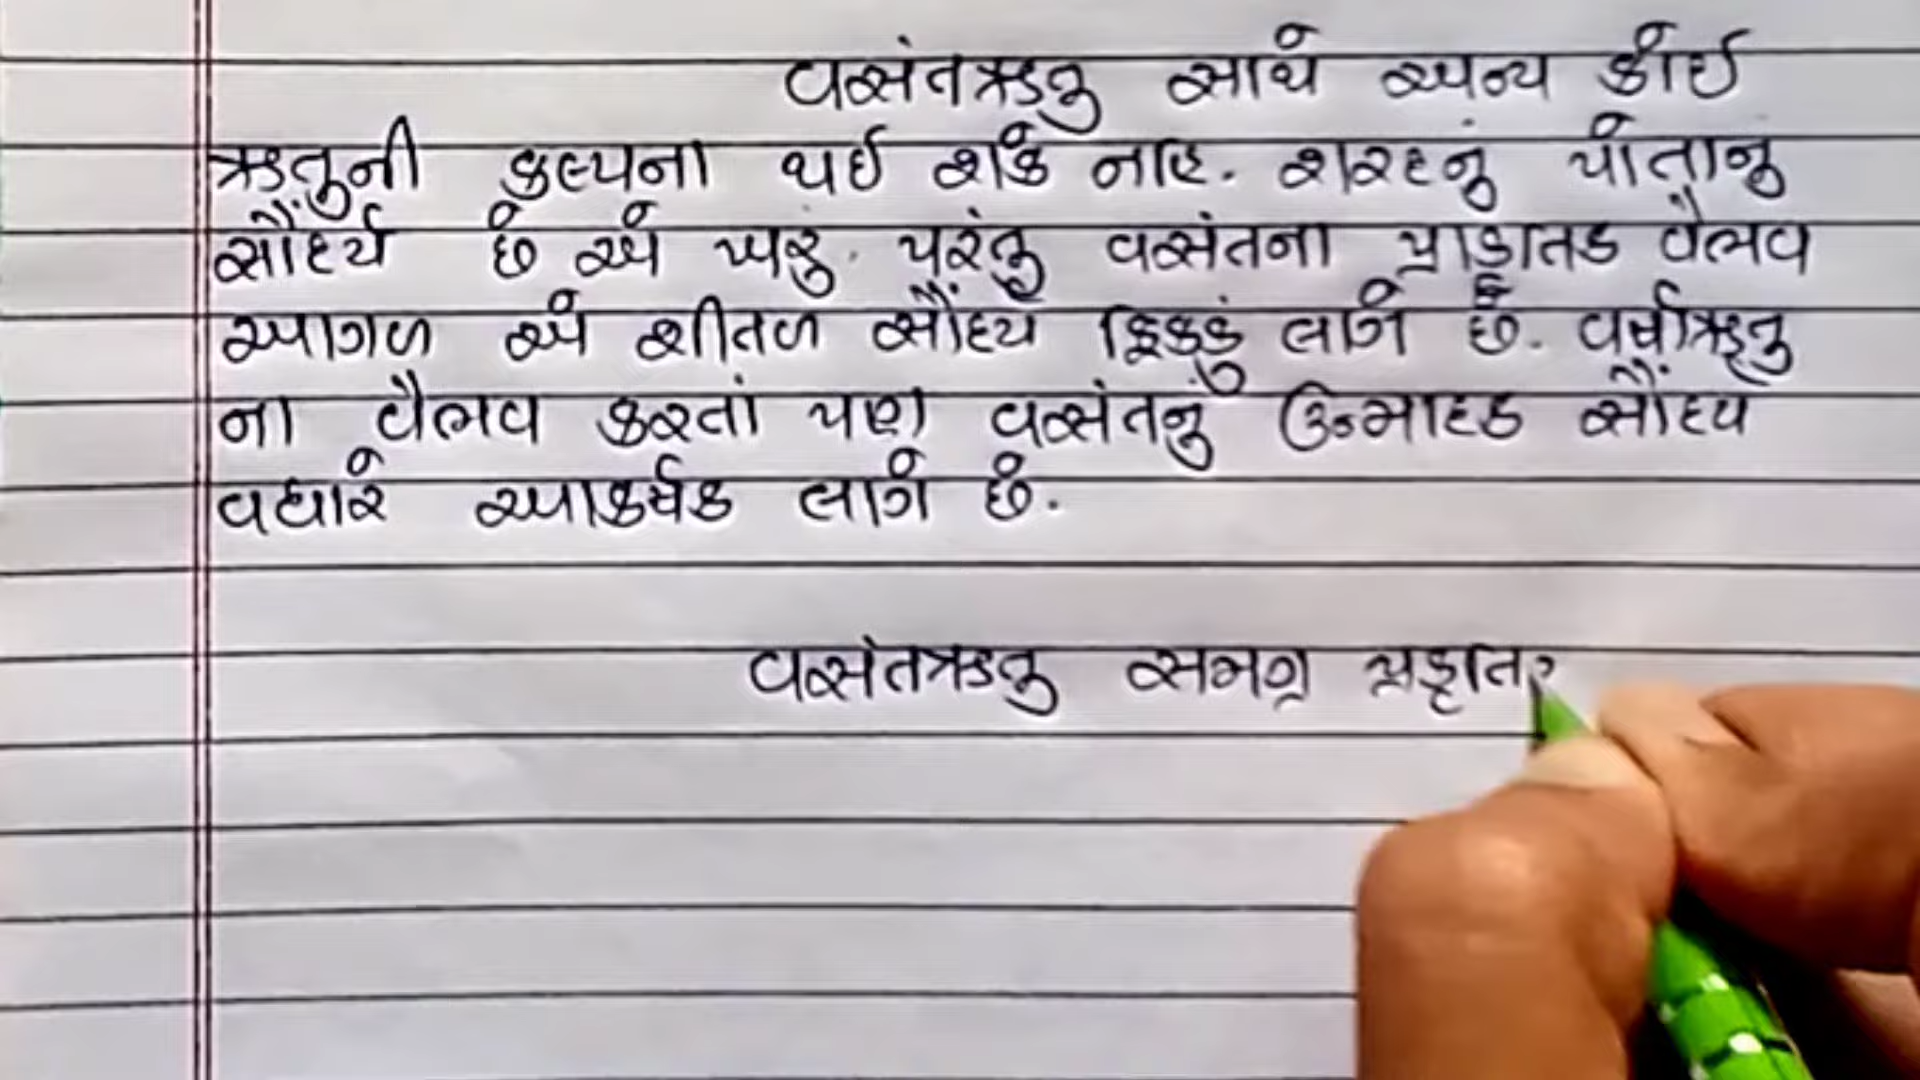 વસંતઋતુ સાથે અન્ય કોઈ
ઋતુની કલ્પના થઈ શકે નહિ. શરદનું પોતાનું
સૌંદર્ય છે એ ખરું. પરંતુ વસંતના પ્રાકૃતિક વૈભવ
આગળ એ શીતળ સૌંદર્ય ફિક્કું લાગે છે. વર્ષાઋતુ
ના વૈભવ કરતાં પણ વસંતનું ઉન્માદક સૌંદર્ય
વધારે આકર્ષક લાગે છે.
વસંતઋતુ સમગ્ર